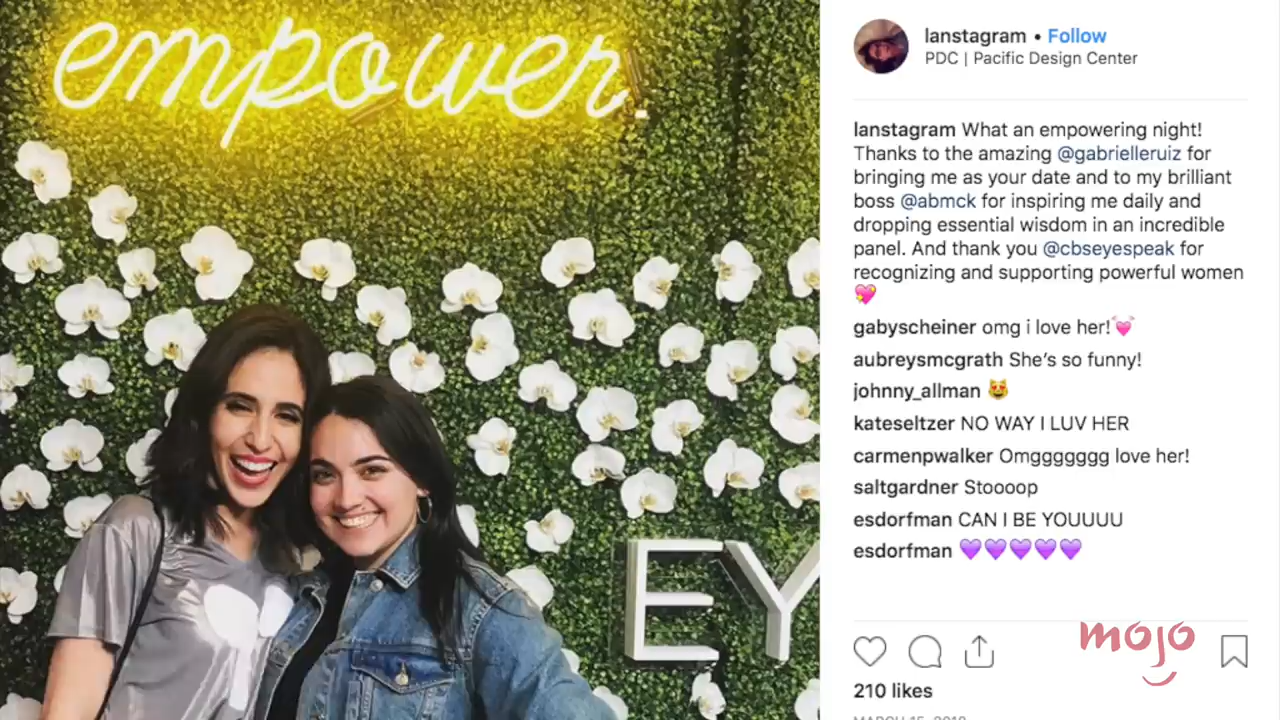 empower.
EY
lanstagram • Follow
PDC | Pacific Design Center
lanstagram What an empowering night!
Thanks to the amazing @gabrielleruiz for
bringing me as your date and to my brilliant
boss @abmck for inspiring me daily and
dropping essential wisdom in an incredible
panel. And thank you @cbseyespeak for
recognizing and supporting powerful women
💖
gabyscheiner omg i love her!💓
aubreysmcgrath She's so funny!
johnny_allman 😻
kateseltzer NO WAY I LUV HER
carmenpwalker Omggggggg love her!
saltgardner Stoooop
esdorfman CAN I BE YOUUUU
esdorfman 💜💜💜💜💜
mojo
210 likes